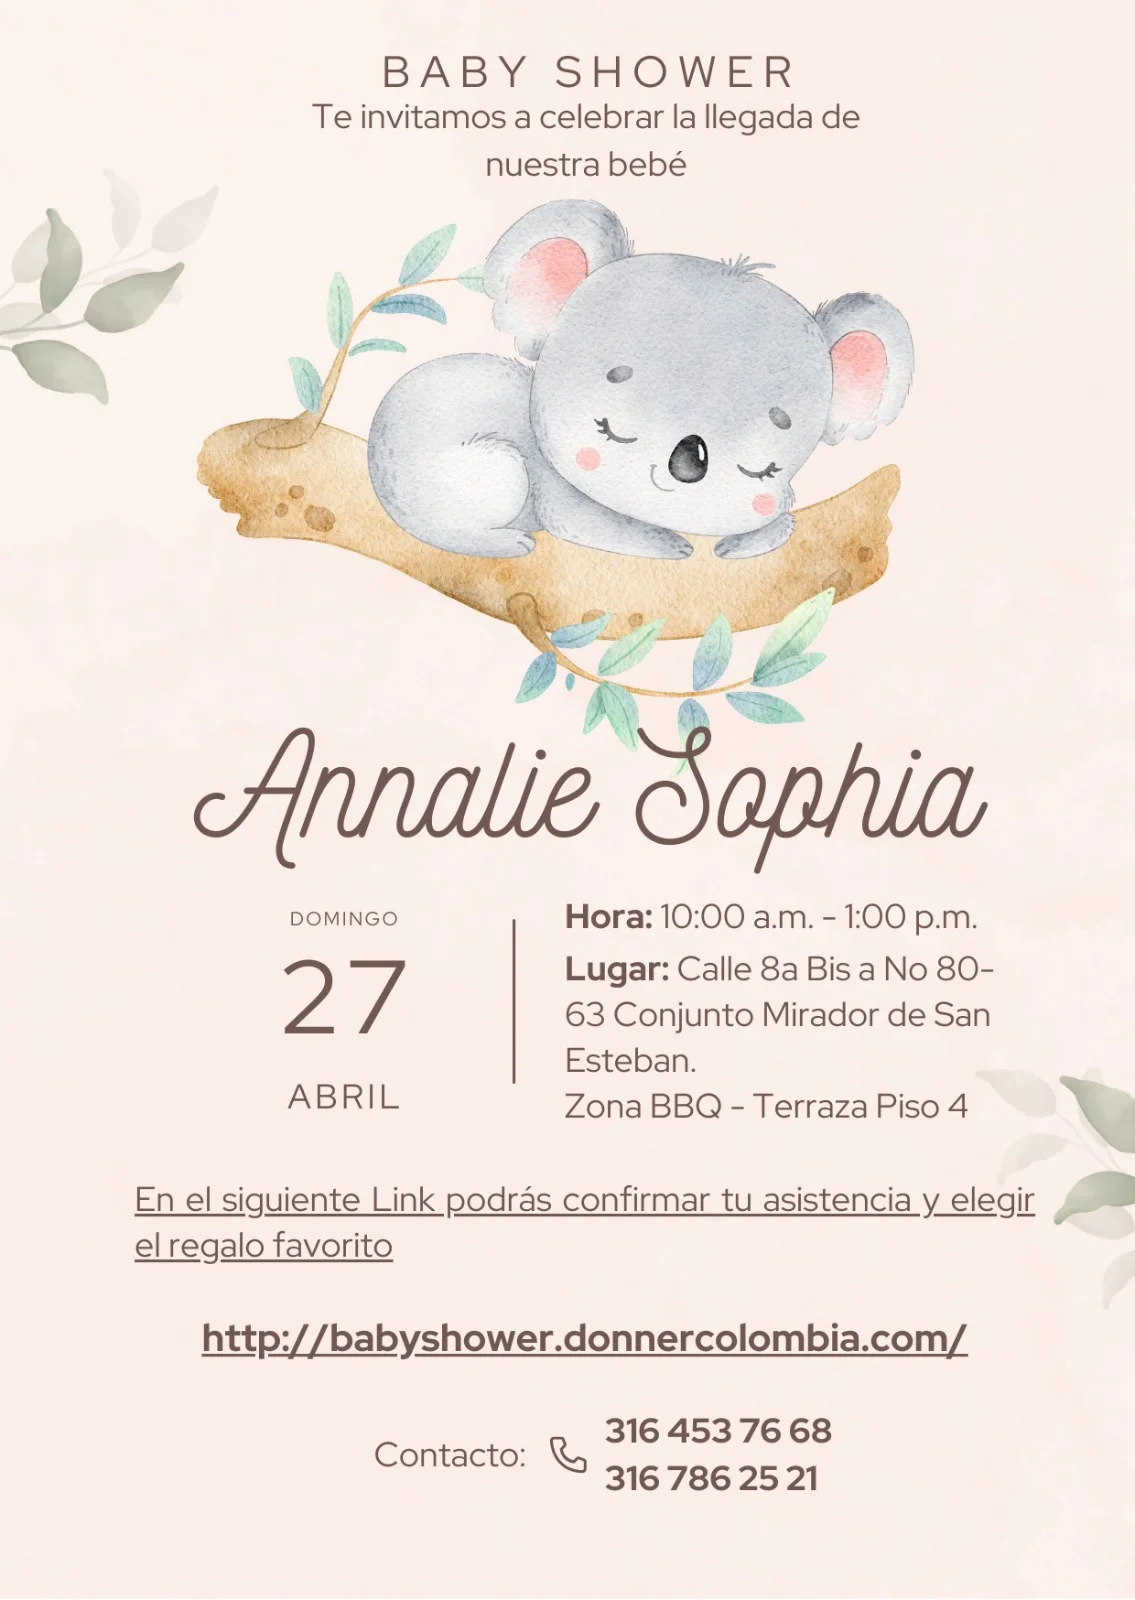 BABY SHOWER
Te invitamos a celebrar la llegada de
nuestra bebé
Annalie Sophia
DOMINGO
27
ABRIL
Hora: 10:00 a.m. - 1:00 p.m.
Lugar: Calle 8a Bis a No 80-
63 Conjunto Mirador de San
Esteban.
Zona BBQ - Terraza Piso 4
En el siguiente Link podrás confirmar tu asistencia y elegir
el regalo favorito
http://babyshower.donnercolombia.com/
Contacto:
316 453 76 68
316 786 25 21